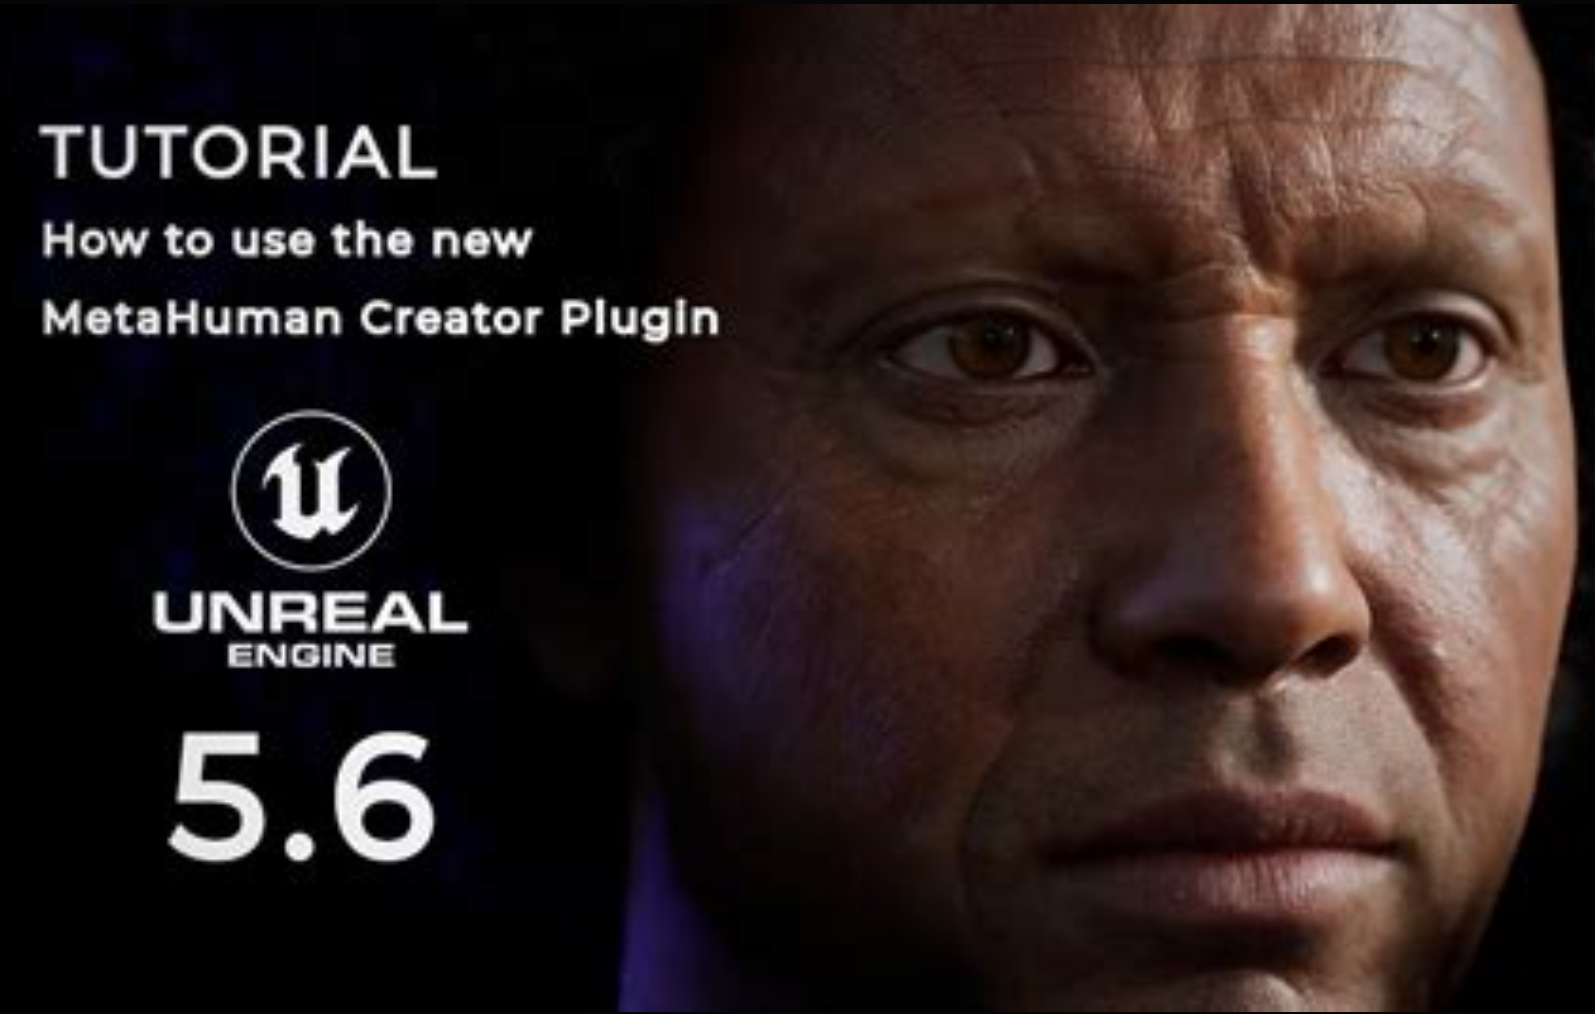 TUTORIAL
How to use the new
MetaHuman Creator Plugin
UNREAL
ENGINE
5.6